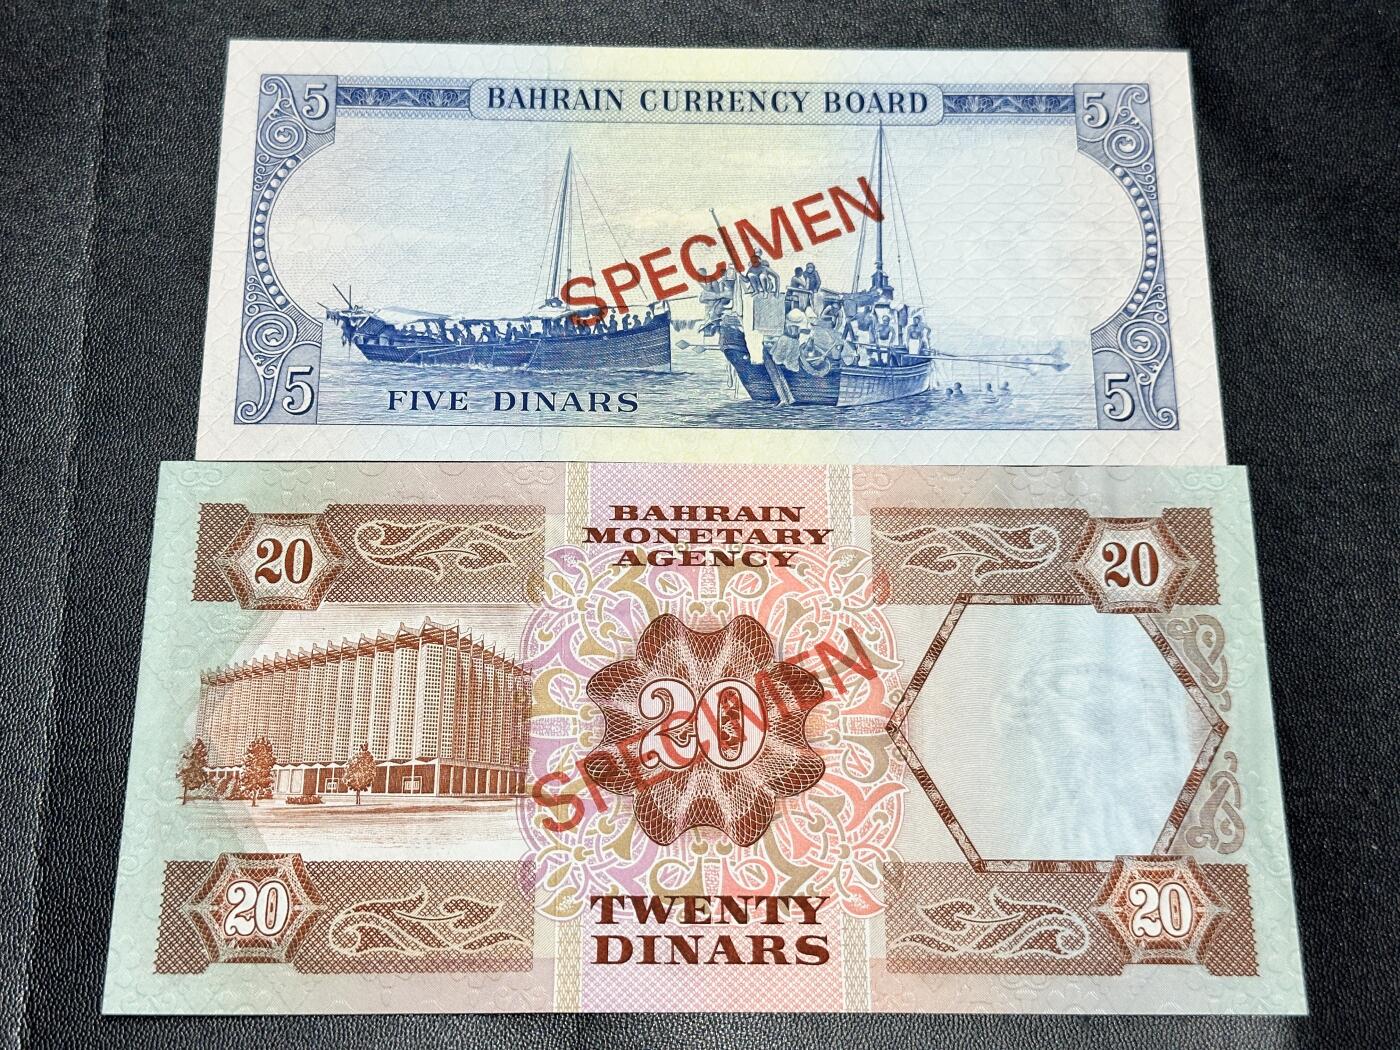 5 BAHRAIN CURRENCY BOARD 5
SPECIMEN
5 FIVE DINARS 5
20 BAHRAIN 20
MONETARY
AGENCY
20
SPECIMEN
20 TWENTY 20
DINARS